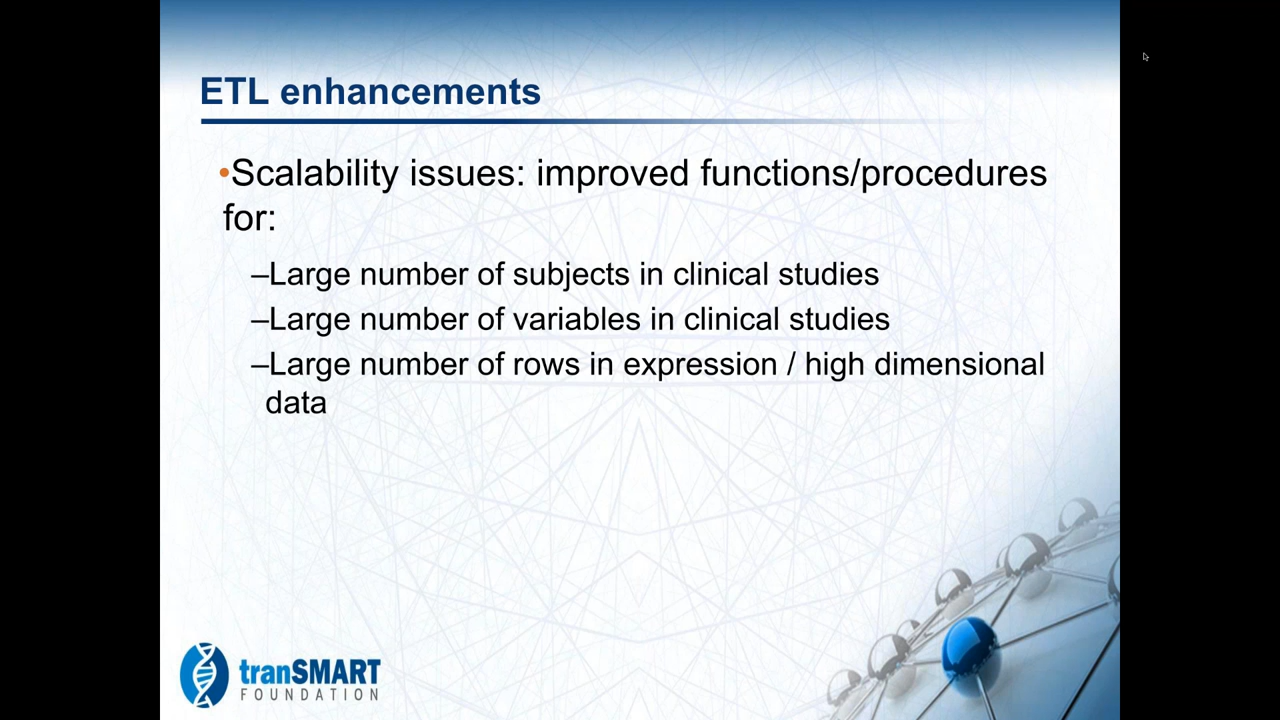 ETL enhancements
•Scalability issues: improved functions/procedures
for:
–Large number of subjects in clinical studies
–Large number of variables in clinical studies
–Large number of rows in expression / high dimensional
data
tranSMART
FOUNDATION